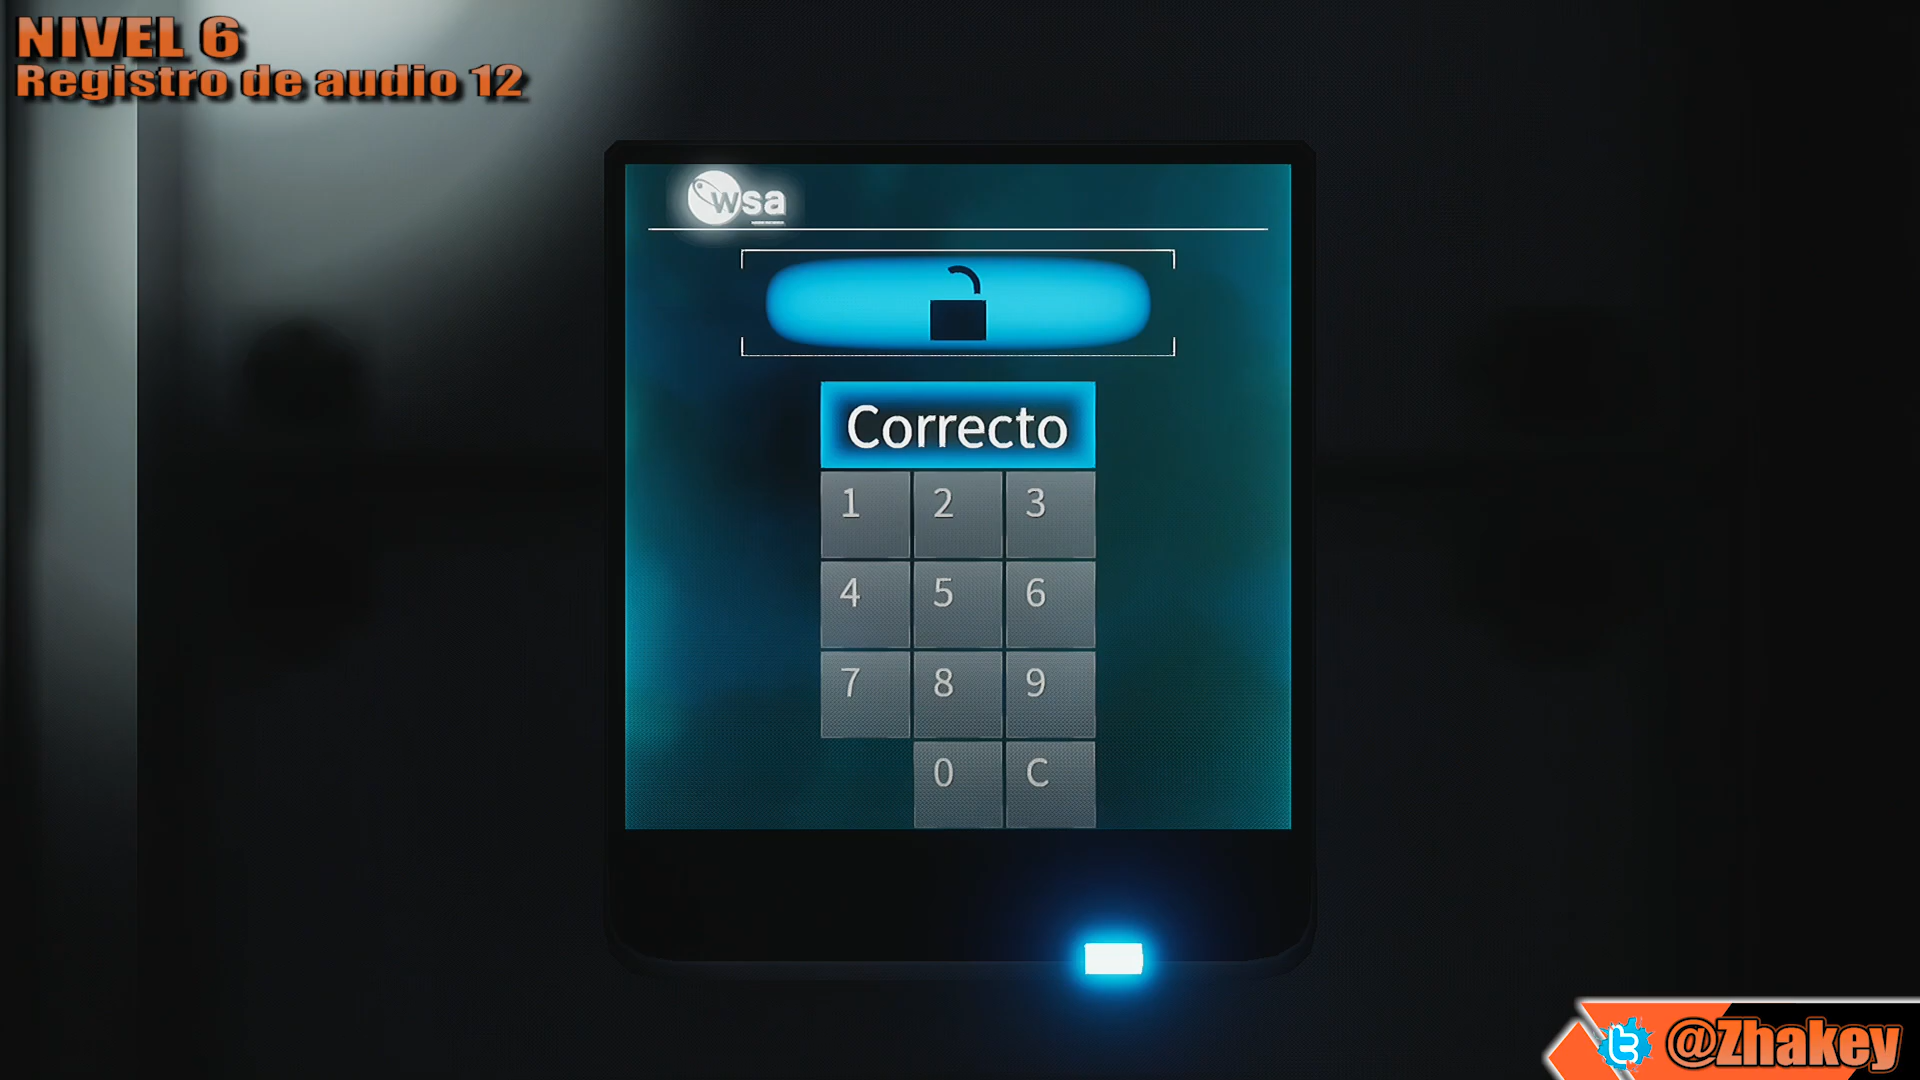 NIVEL 6
Registro de audio 12
wsa
Correcto
1 2 3
4 5 6
7 8 9
0 C
@Zhakey